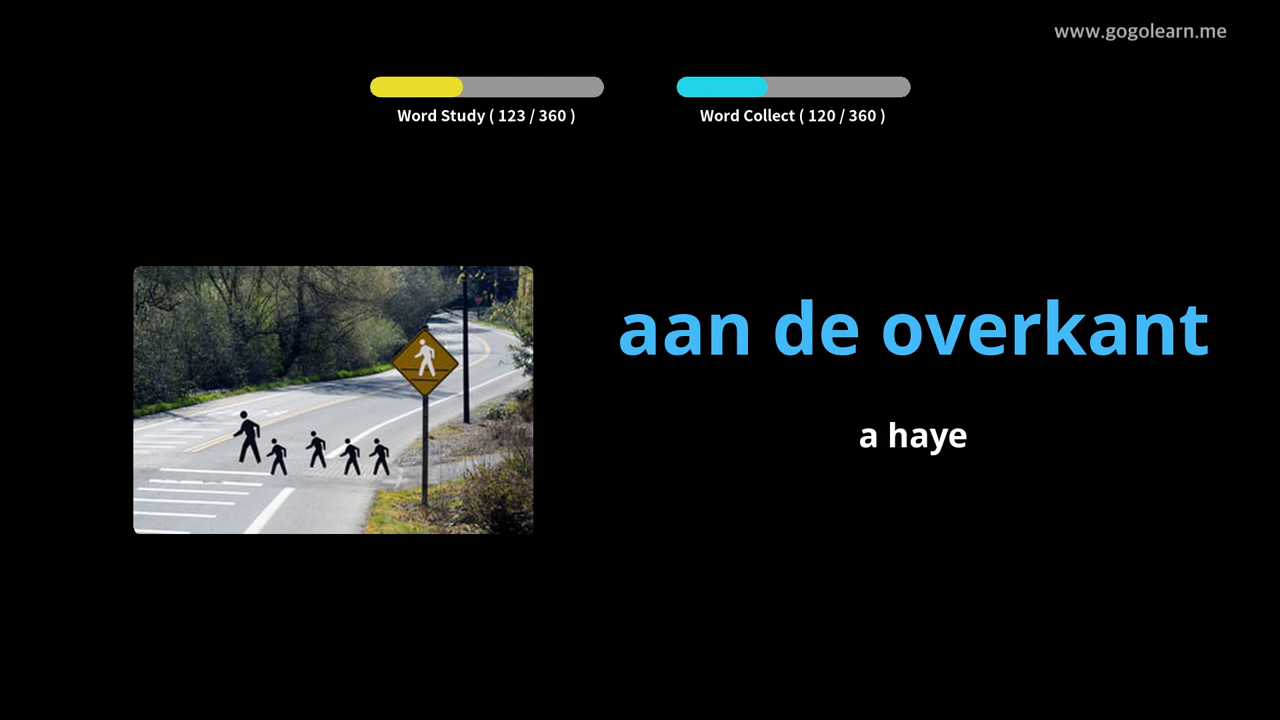 www.gogolearn.me
Word Study ( 123 / 360 )
Word Collect ( 120 / 360 )
aan de overkant
a haye